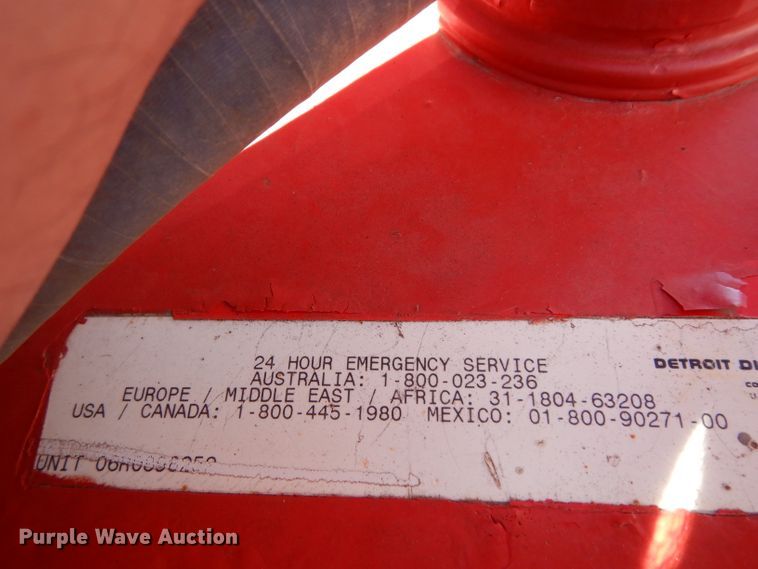 24 HOUR EMERGENCY SERVICE
AUSTRALIA: 1-800-023-236
EUROPE / MIDDLE EAST / AFRICA: 31-1804-63208
USA / CANADA: 1-800-445-1980 MEXICO: 01-800-90271-00
DETROIT
UNIT
Purple Wave Auction